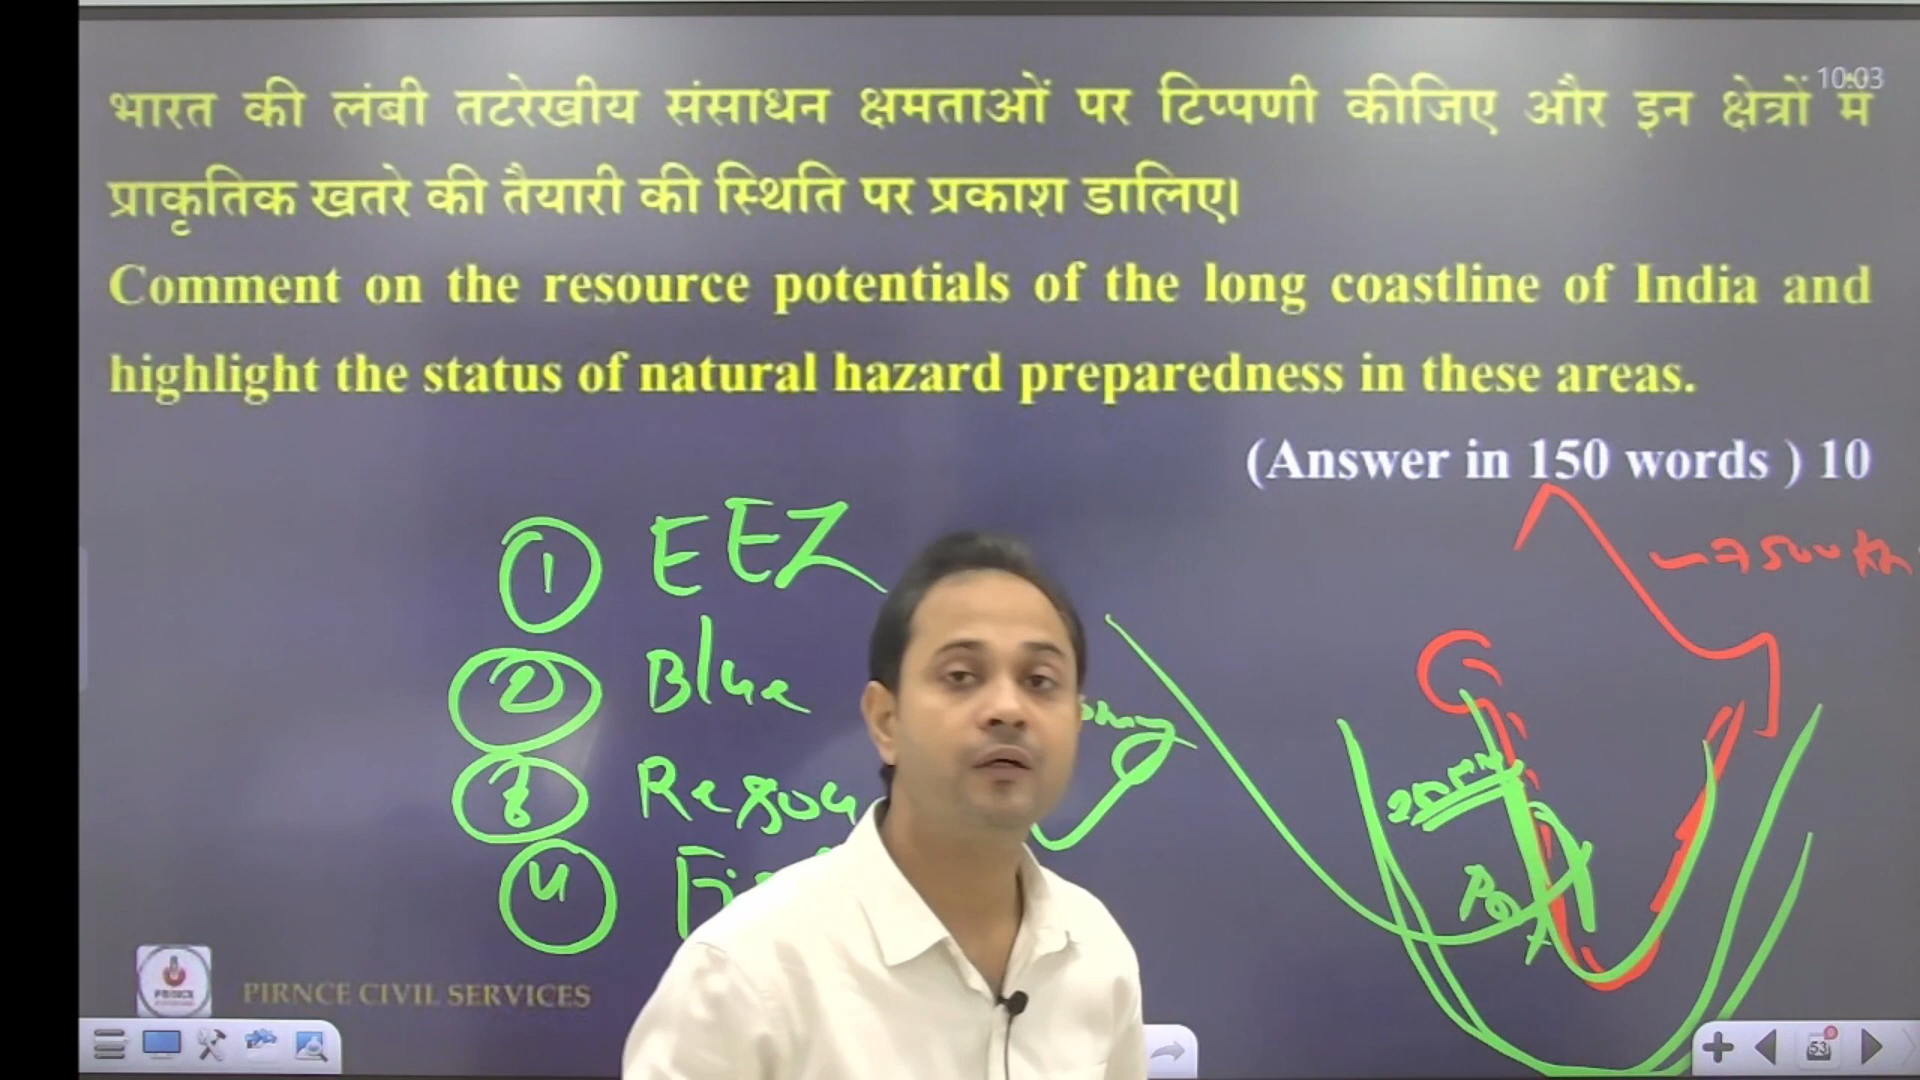 10:03
भारत की लंबी तटरेखीय संसाधन क्षमताओं पर टिप्पणी कीजिए और इन क्षेत्रों में
प्राकृतिक खतरे की तैयारी की स्थिति पर प्रकाश डालिए।
Comment on the resource potentials of the long coastline of India and
highlight the status of natural hazard preparedness in these areas.
(Answer in 150 words ) 10
1 EEZ
2 Blue
3
4
PIRNCE CIVIL SERVICES
53